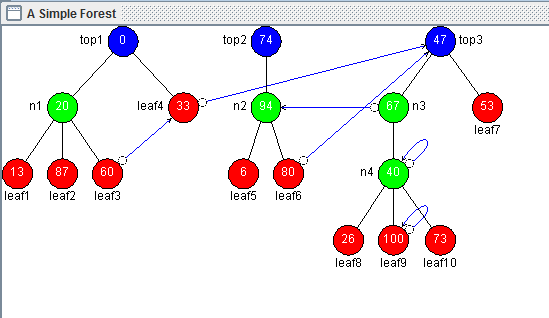 A Simple Forest
top1 0 top2 74 47 top3
n1 20 leaf4 33 n2 94 67 n3 53
leaf7
13 87 60 6 80 n4 40
leaf1 leaf2 leaf3 leaf5 leaf6
26 100 73
leaf8 leaf9 leaf10